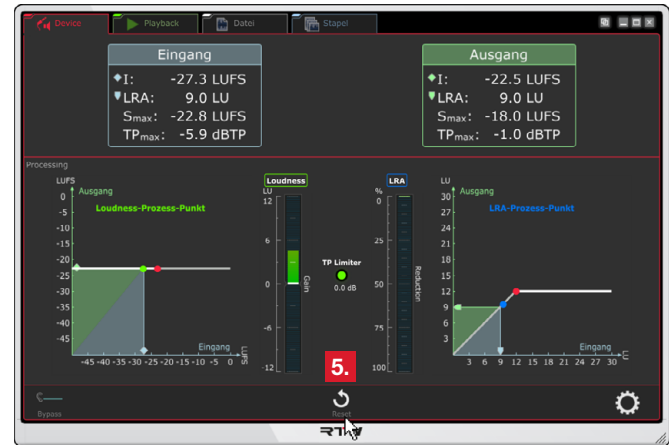 Device Playback Datei Stapel
Eingang
I: -27.3 LUFS
LRA: 9.0 LU
Smax: -22.8 LUFS
TPmax: -5.9 dBTP
Ausgang
I: -22.5 LUFS
LRA: 9.0 LU
Smax: -18.0 LUFS
TPmax: -1.0 dBTP
Processing
LUFS
Ausgang
Loudness-Prozess-Punkt
0
-5
-10
-15
-20
-25
-30
-35
-40
-45
Eingang
-45 -40 -35 -30 -25 -20 -15 -10 -5 0
LUFS
Loudness
LU
12
6
0
-6
-12
Gain
TP Limiter
0.0 dB
LRA
%
0
25
50
75
100
Reduction
LU
Ausgang
LRA-Prozess-Punkt
30
27
24
21
18
15
12
9
6
3
Eingang
3 6 9 12 15 18 21 24 27 30
LU
5.
Bypass
Reset
RTW